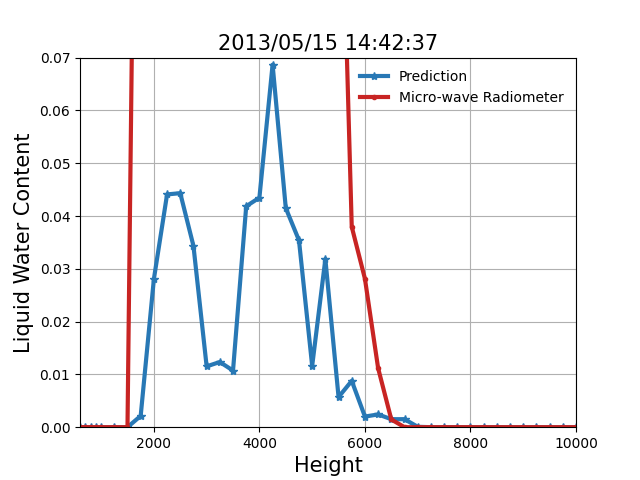 2013/05/15 14:42:37
Prediction
Micro-wave Radiometer
Liquid Water Content
0.07
0.06
0.05
0.04
0.03
0.02
0.01
0.00
2000 4000 6000 8000 10000
Height